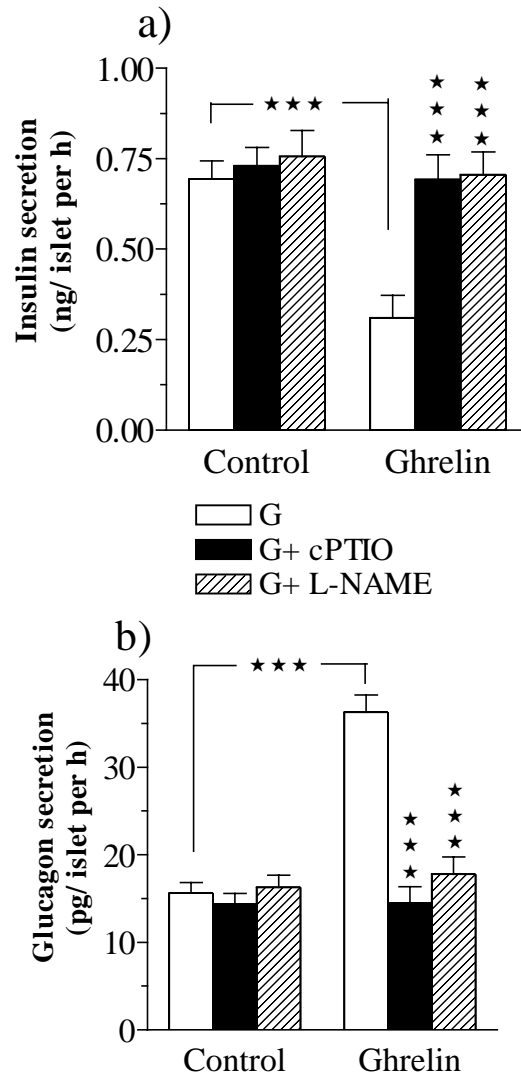 a)
Insulin secretion
(ng/ islet per h)
1.00
0.75
0.50
0.25
0.00
★★★
★★★
★★★
Control Ghrelin
G
G+ cPTIO
G+ L-NAME
b)
Glucagon secretion
(pg/ islet per h)
40
30
20
10
0
★★★
★★★
★★★
Control Ghrelin